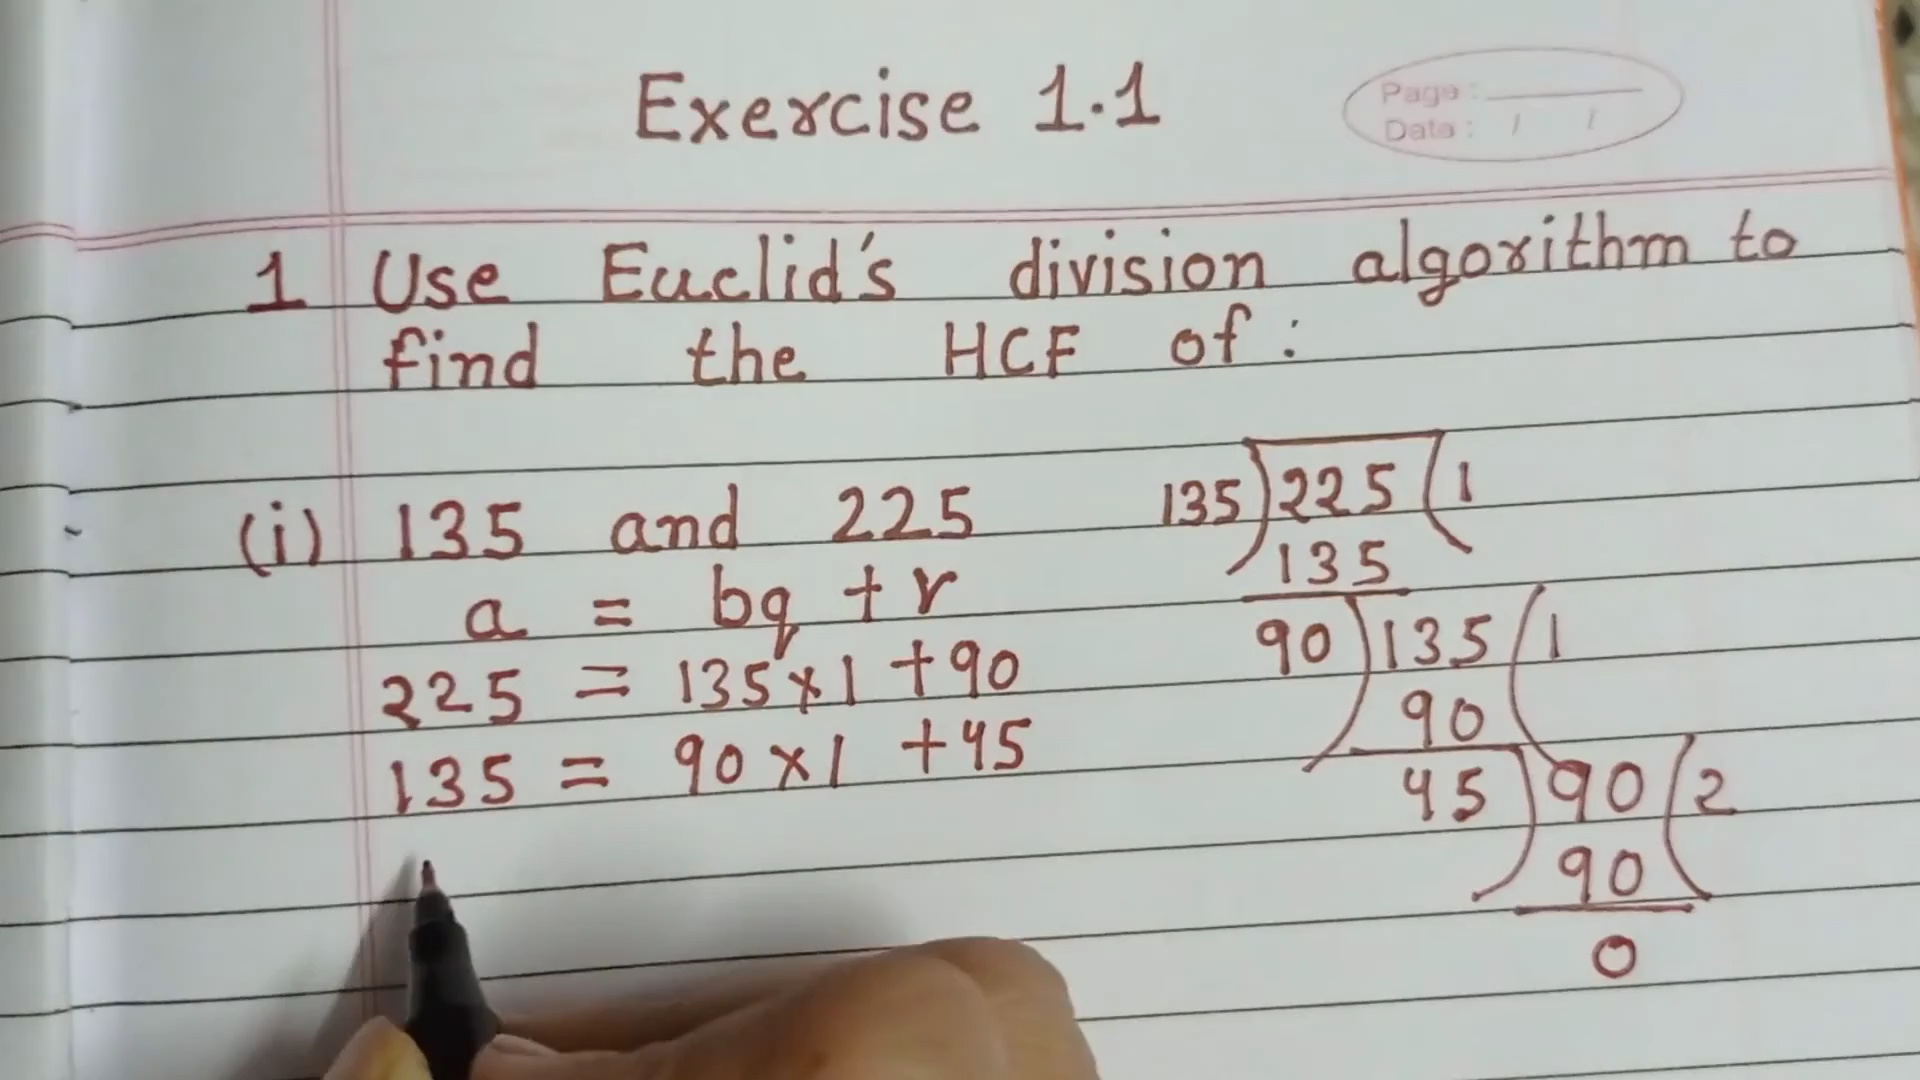 Exercise 1.1
Page :
Data : / /
1 Use Euclid's division algorithm to
find the HCF of :
(i) 135 and 225
a = bq + r
225 = 135 × 1 + 90
135 = 90 × 1 + 45
135)225(1
135
90)135(1
90
45)90(2
90
0